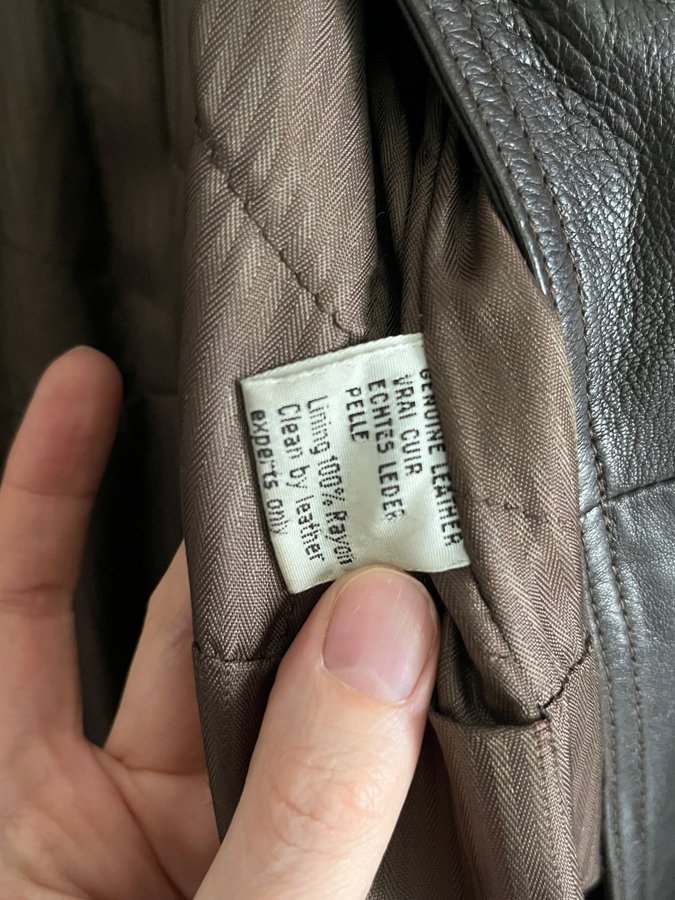 GENUINE LEATHER
VRAI CUIR
ECHTES LEDER
PELLE
Lining 100% Rayon
Clean by leather
experts only